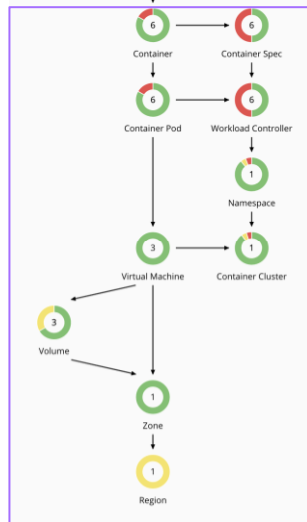 6 6
Container Container Spec
6 6
Container Pod Workload Controller
1
Namespace
3 1
Virtual Machine Container Cluster
3
Volume
1
Zone
1
Region